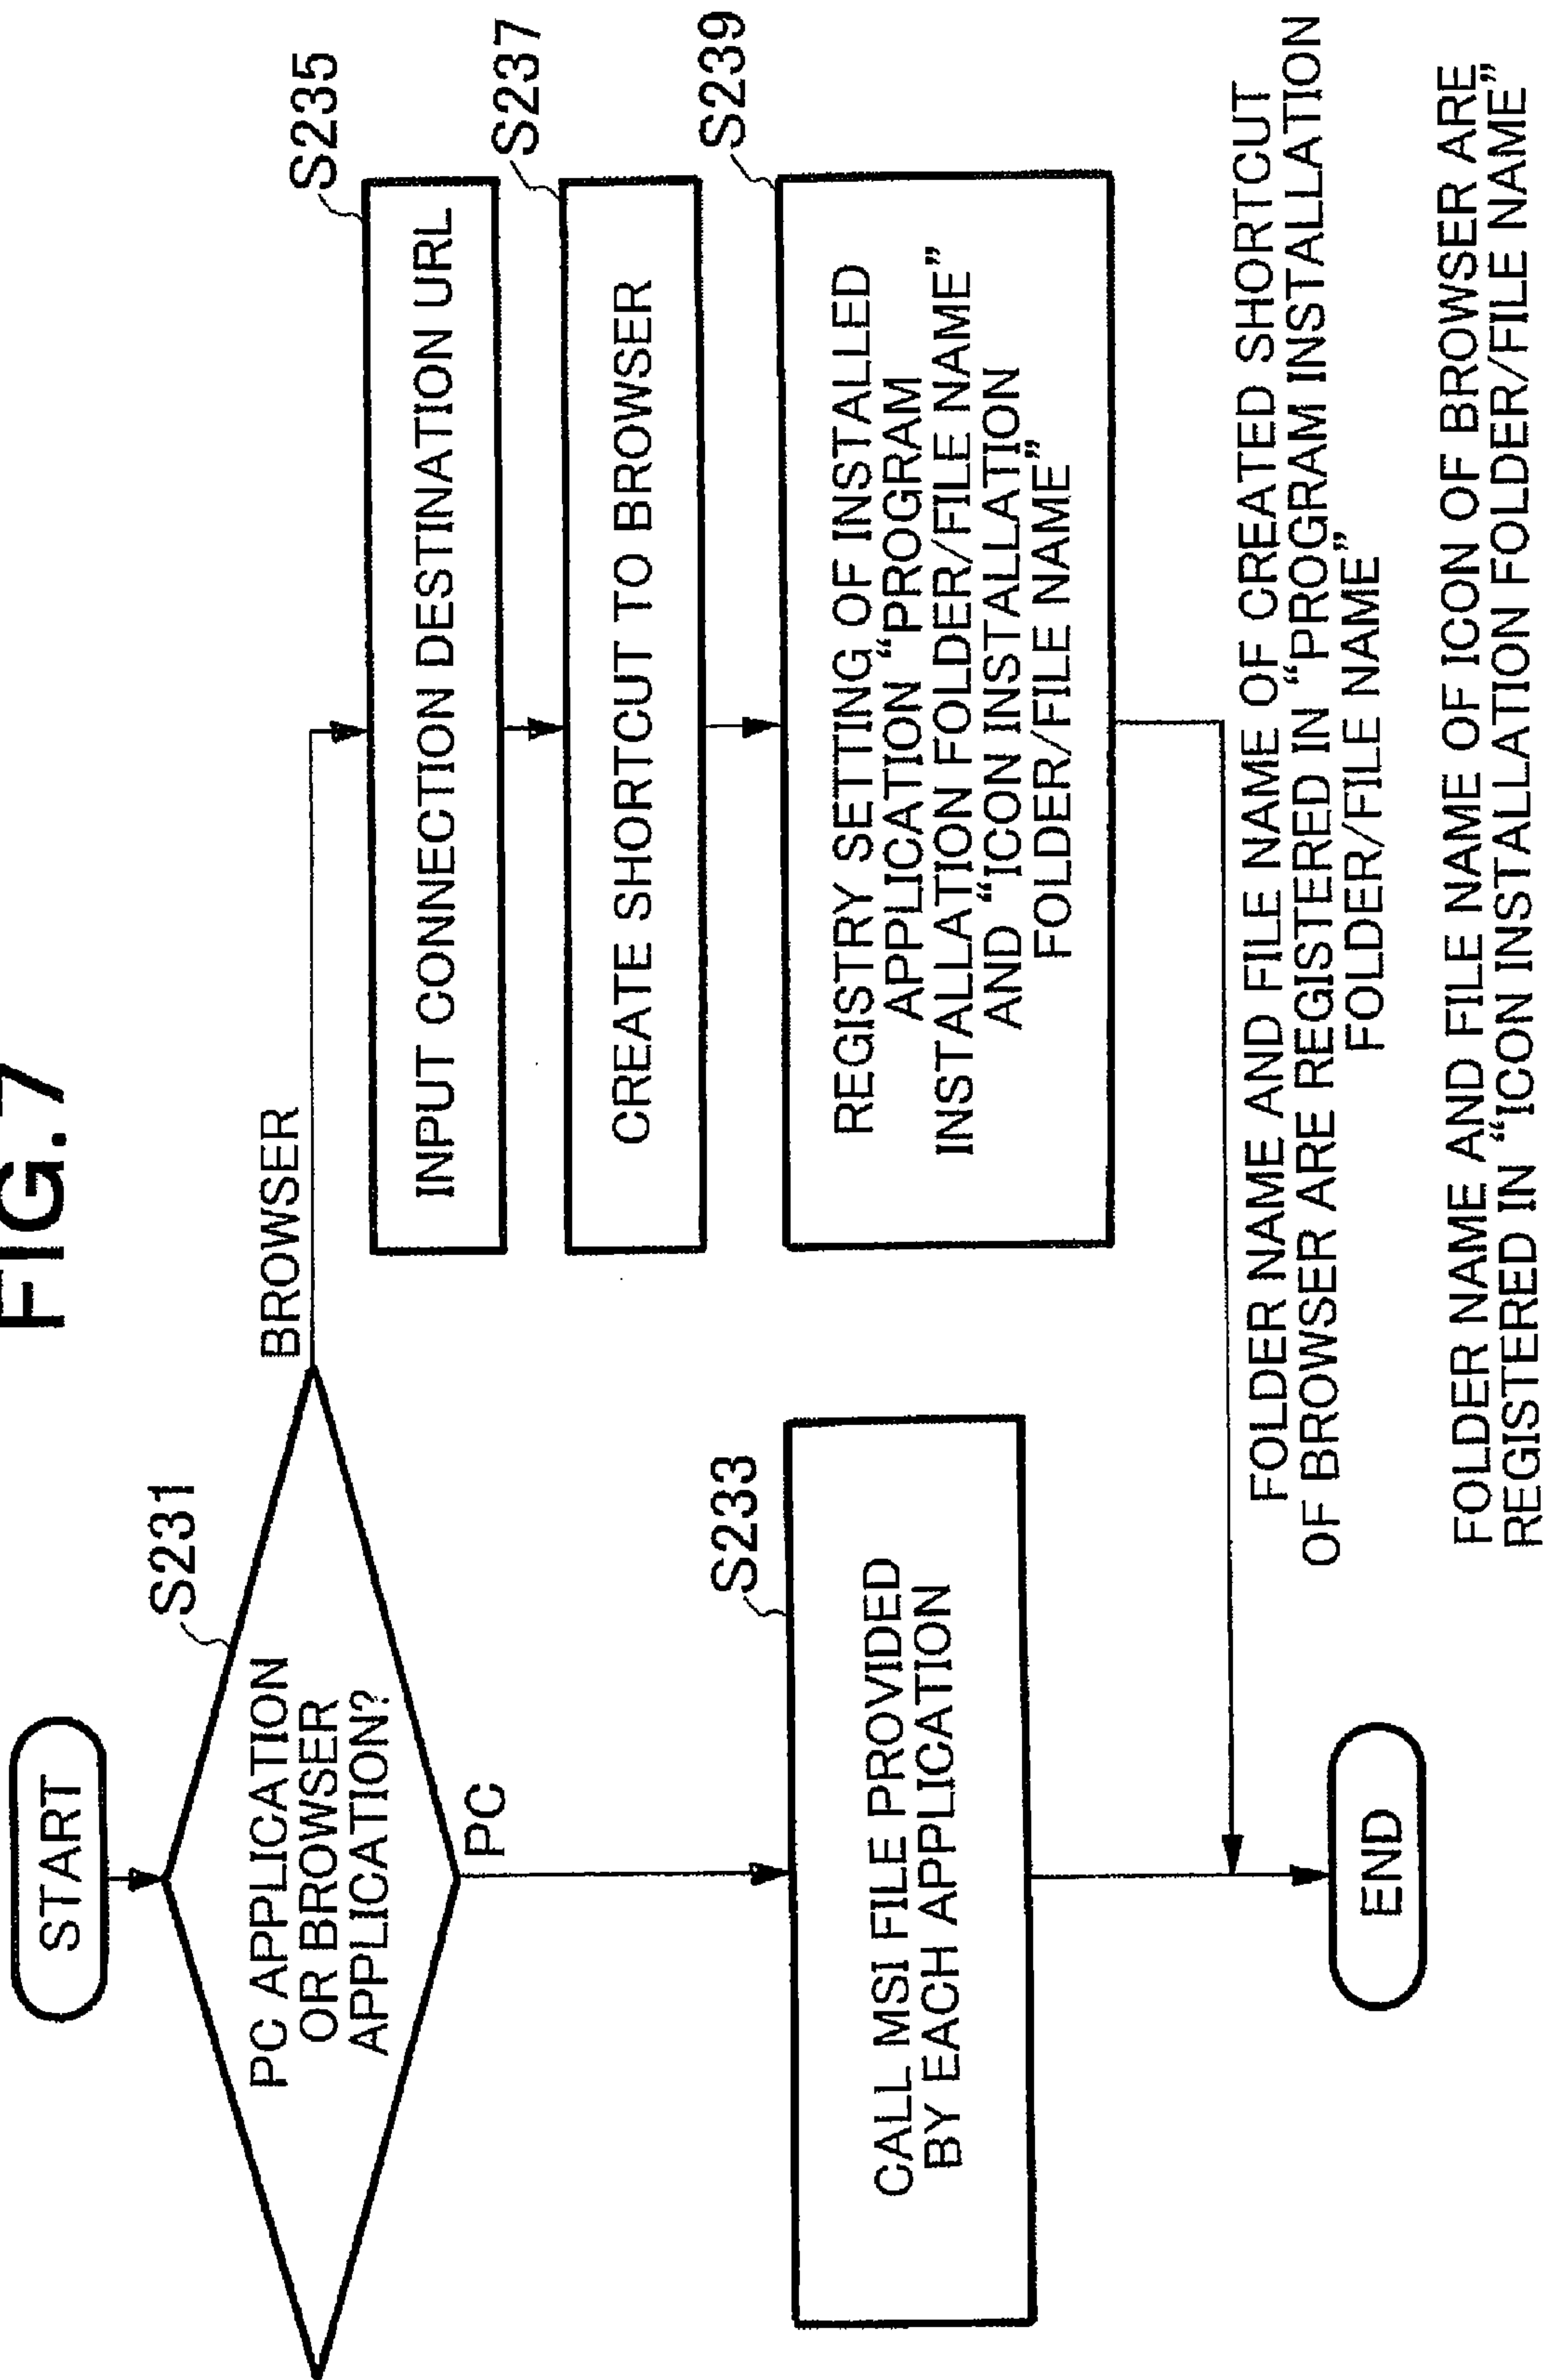 FIG.7
START
S231
PC APPLICATION
OR BROWSER
APPLICATION?
BROWSER
PC
S233
CALL MSI FILE PROVIDED
BY EACH APPLICATION
S235
INPUT CONNECTION DESTINATION URL
S237
CREATE SHORTCUT TO BROWSER
S239
REGISTRY SETTING OF INSTALLED
APPLICATION “PROGRAM
INSTALLATION FOLDER/FILE NAME”
AND “ICON INSTALLATION
FOLDER/FILE NAME”
FOLDER NAME AND FILE NAME OF CREATED SHORTCUT
OF BROWSER ARE REGISTERED IN “PROGRAM INSTALLATION
FOLDER/FILE NAME”
FOLDER NAME AND FILE NAME OF ICON OF BROWSER ARE
REGISTERED IN “ICON INSTALLATION FOLDER/FILE NAME”
END